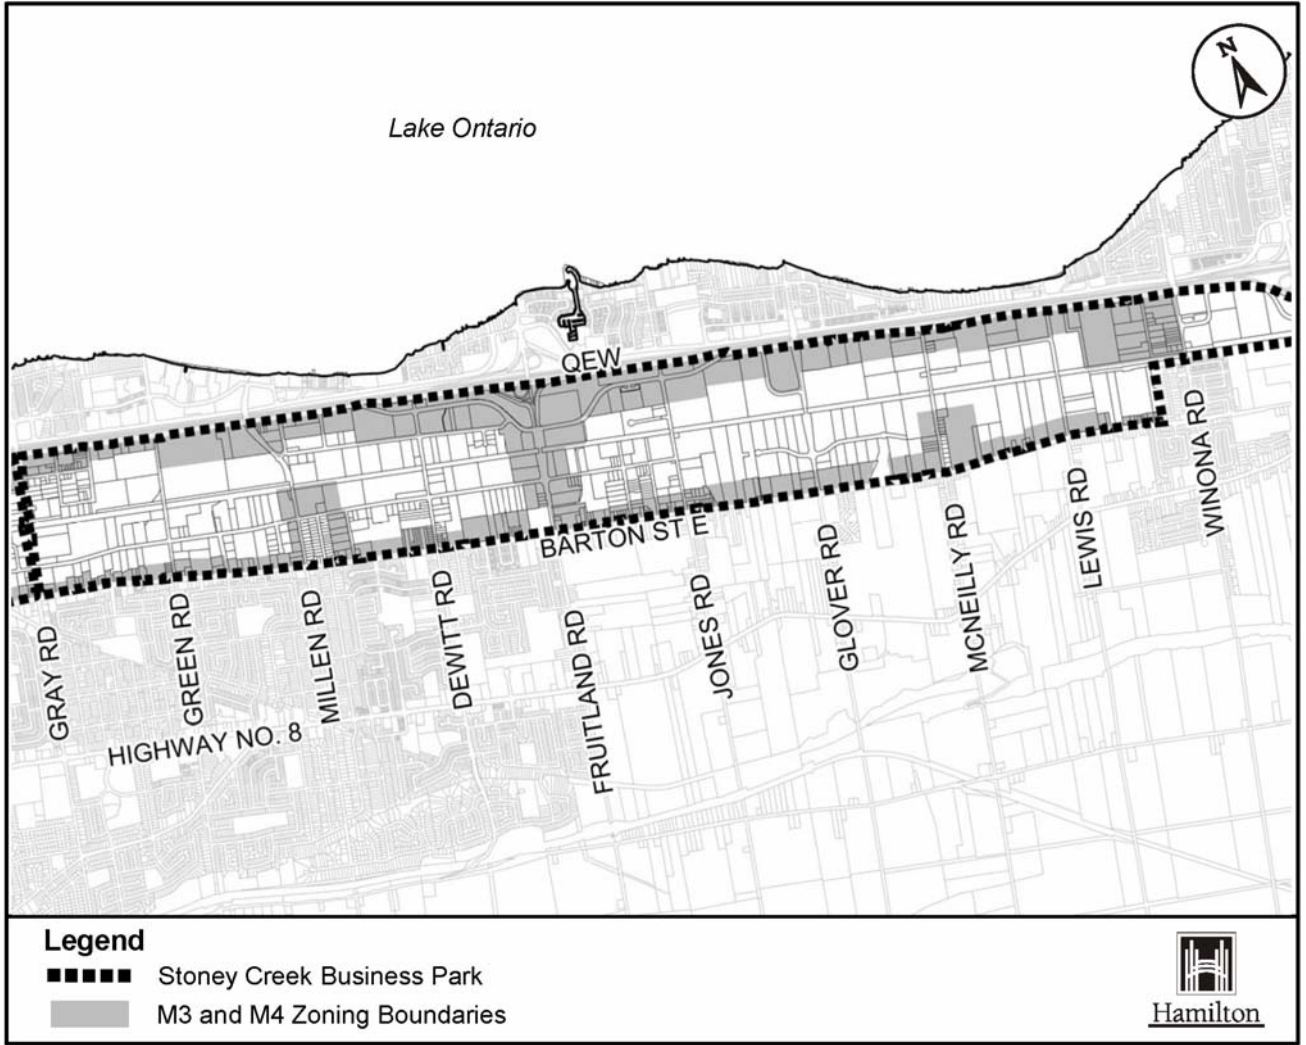 N
Lake Ontario
QEW
BARTON ST E
GRAY RD
GREEN RD
MILLEN RD
DEWITT RD
FRUITLAND RD
JONES RD
GLOVER RD
MCNEILLY RD
LEWIS RD
WINONA RD
HIGHWAY NO. 8
Legend
Stoney Creek Business Park
M3 and M4 Zoning Boundaries
Hamilton